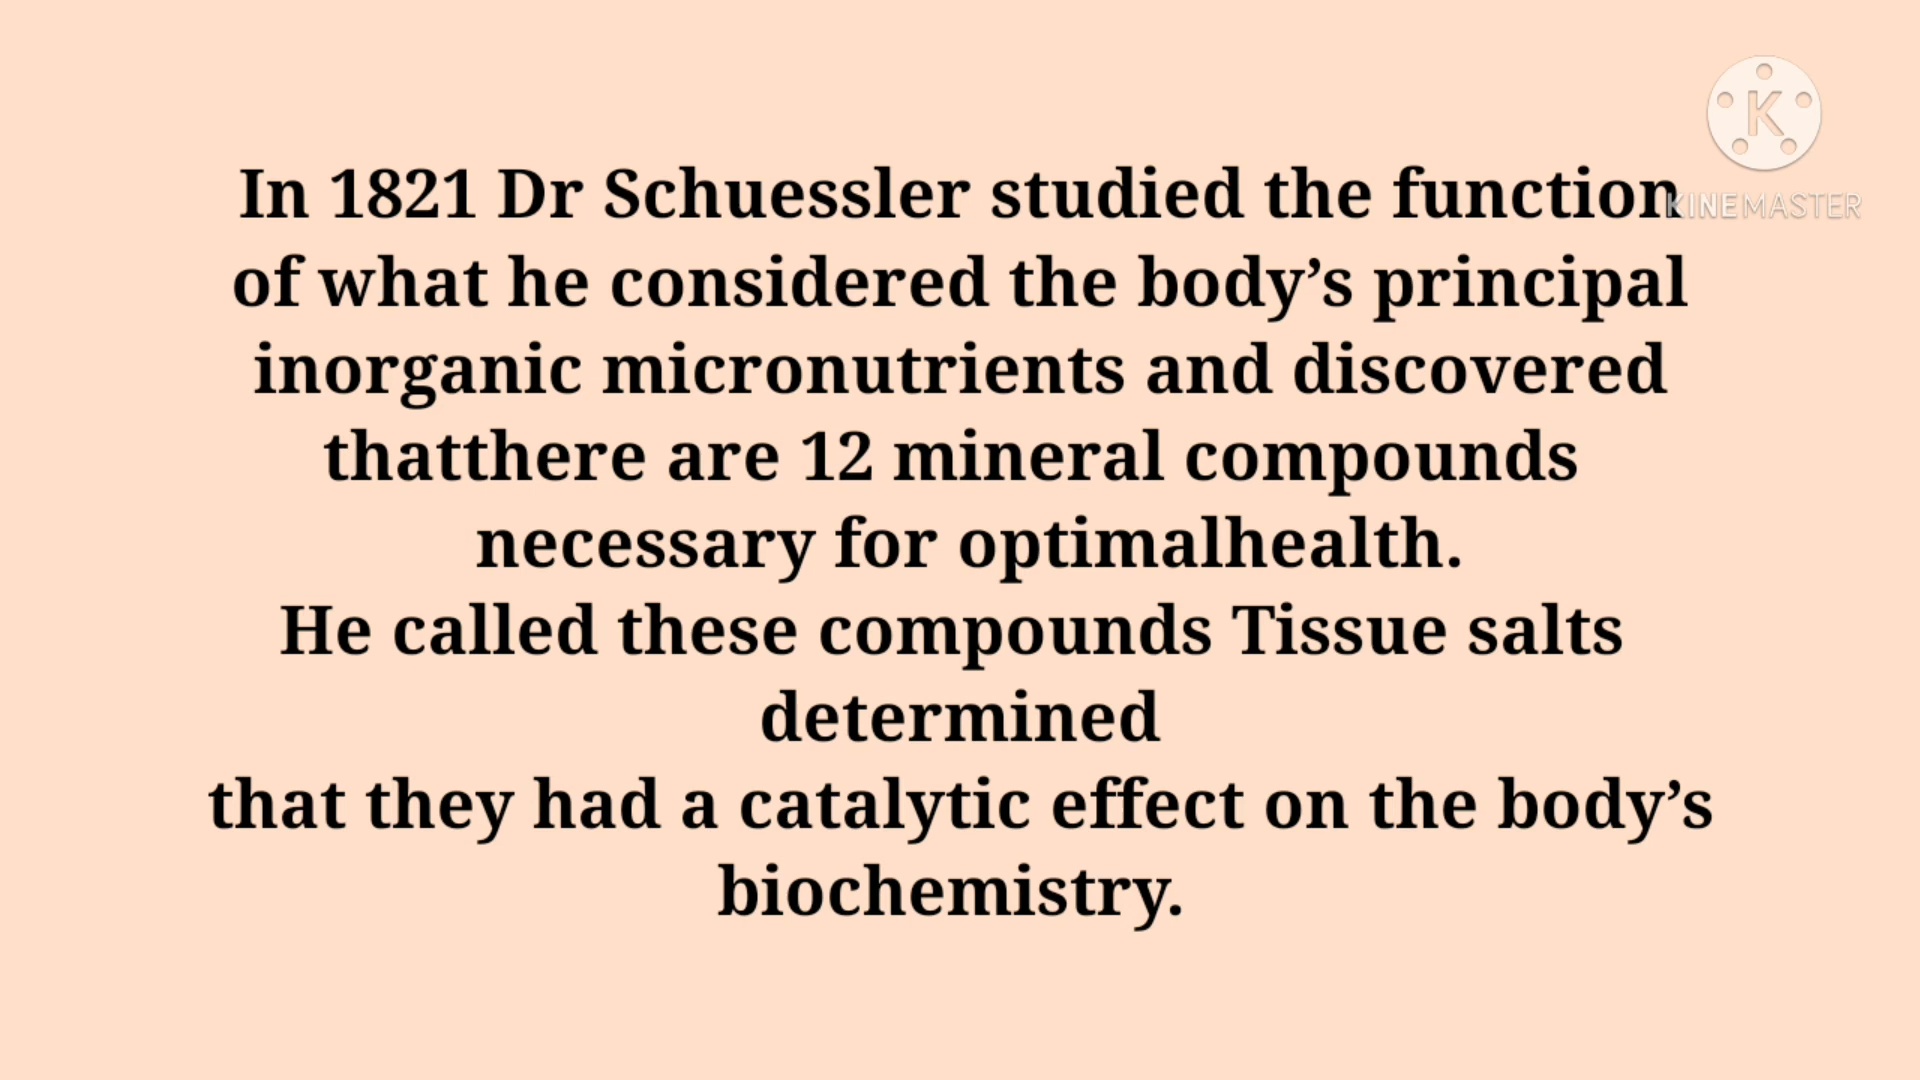 In 1821 Dr Schuessler studied the function
of what he considered the body’s principal
inorganic micronutrients and discovered
thatthere are 12 mineral compounds
necessary for optimalhealth.
He called these compounds Tissue salts
determined
that they had a catalytic effect on the body’s
biochemistry.
K
KINEMASTER